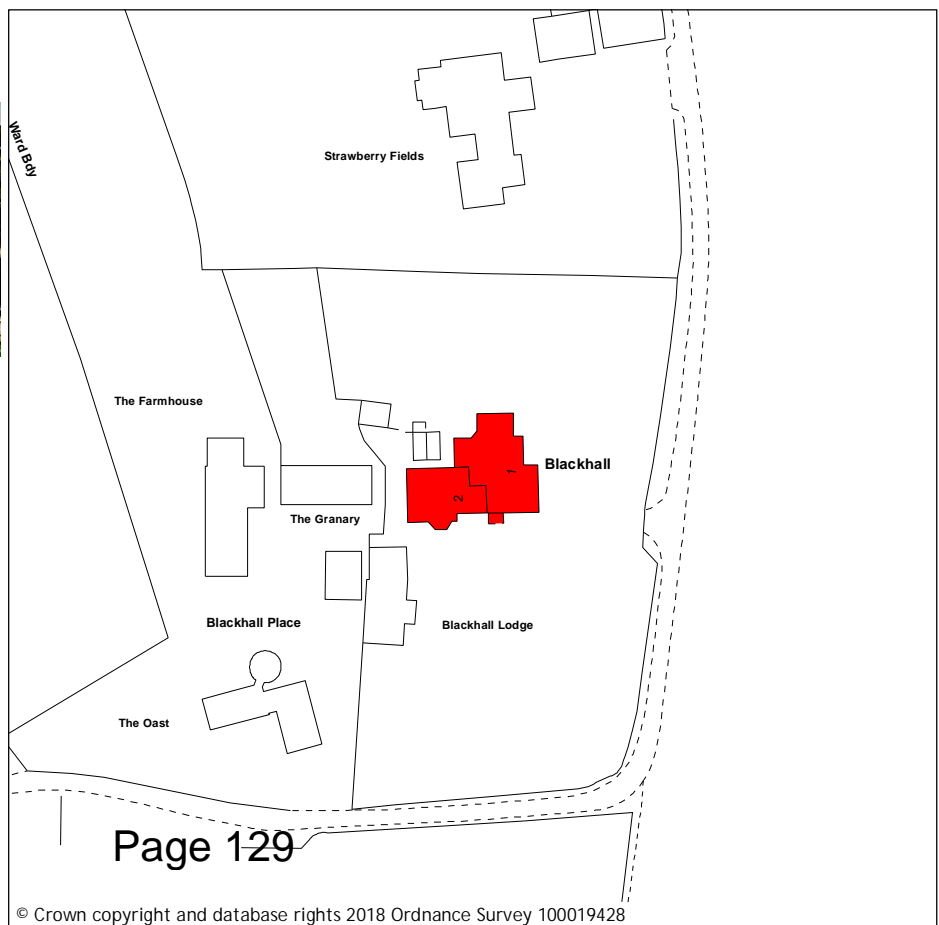 Ward Bdy
Strawberry Fields
The Farmhouse
Blackhall
1
2
The Granary
Blackhall Place
Blackhall Lodge
The Oast
Page 129
© Crown copyright and database rights 2018 Ordnance Survey 100019428